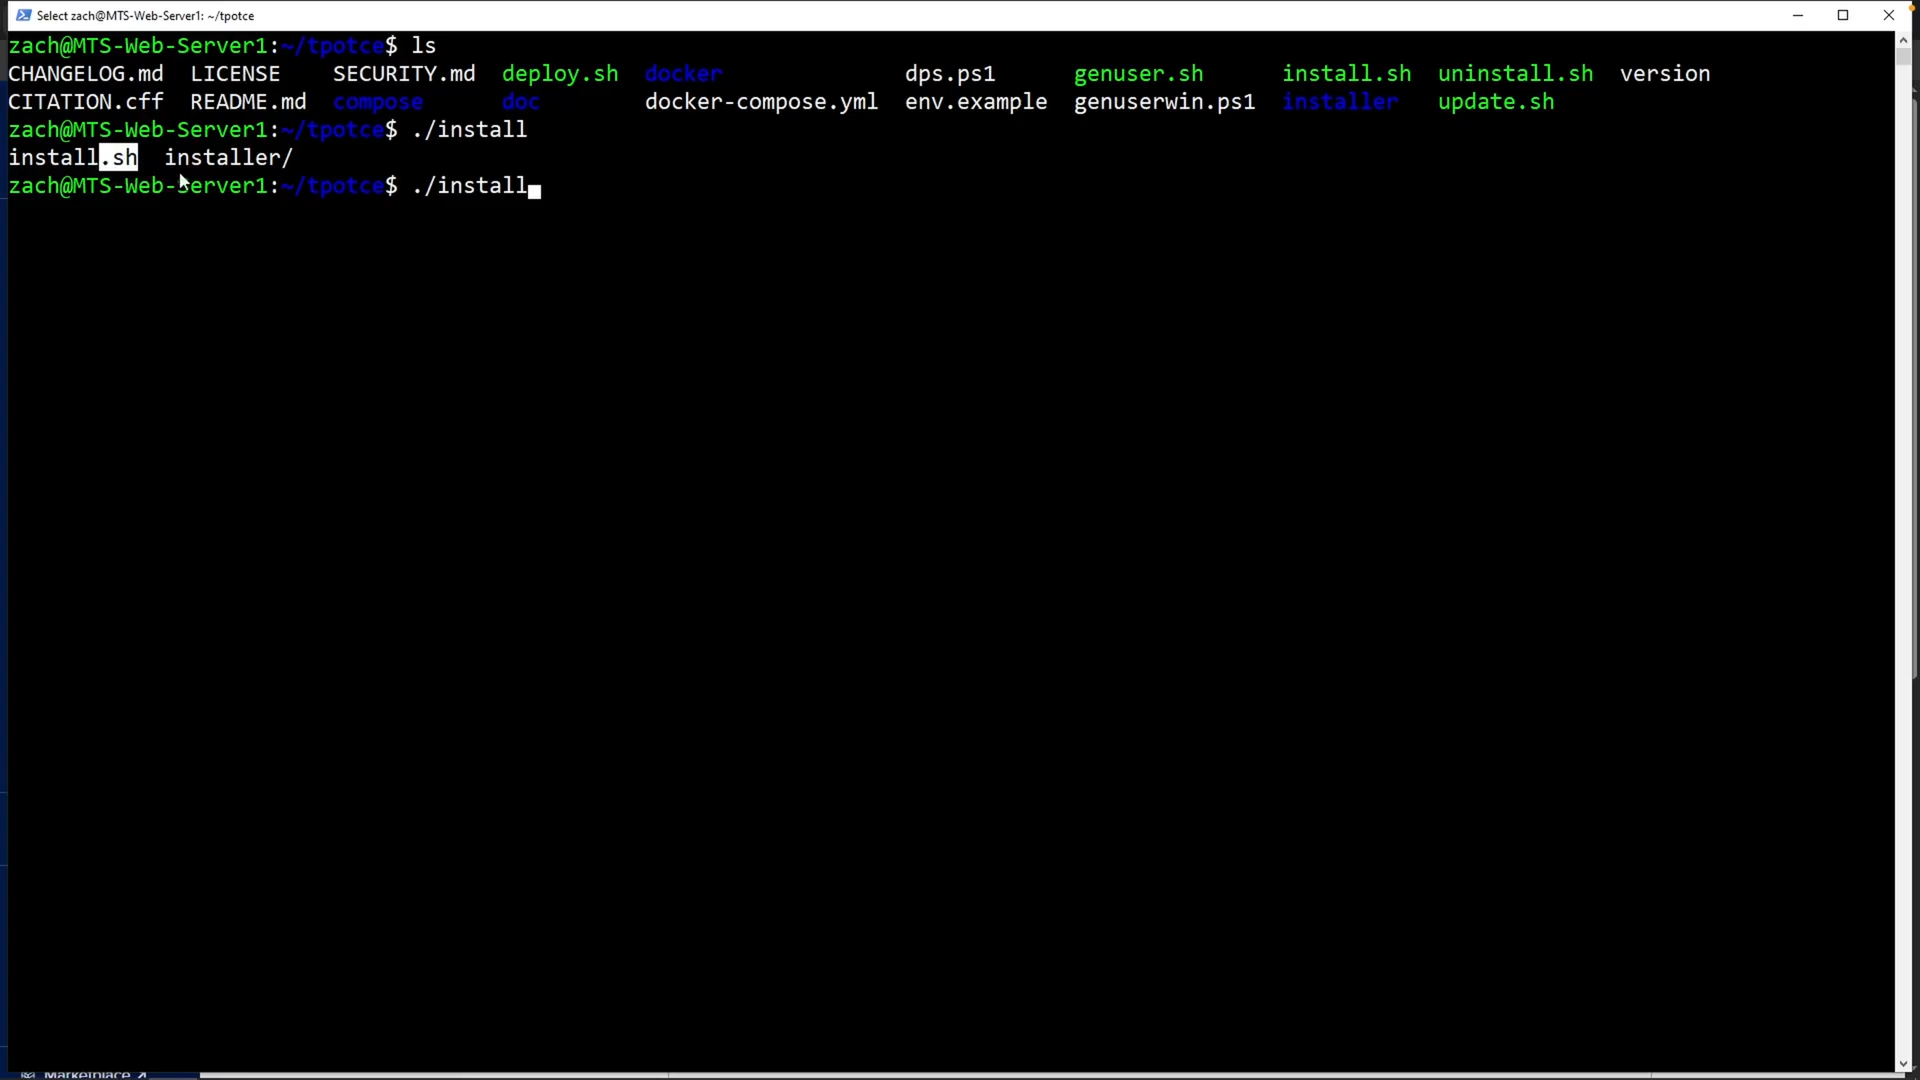 Select zach@MTS-Web-Server1: ~/tpotce
zach@MTS-Web-Server1:~/tpotce$ ls
CHANGELOG.md LICENSE SECURITY.md deploy.sh docker dps.ps1 genuser.sh install.sh uninstall.sh version
CITATION.cff README.md compose doc docker-compose.yml env.example genuserwin.ps1 installer update.sh
zach@MTS-Web-Server1:~/tpotce$ ./install
install.sh installer/
zach@MTS-Web-Server1:~/tpotce$ ./install
Marketplace